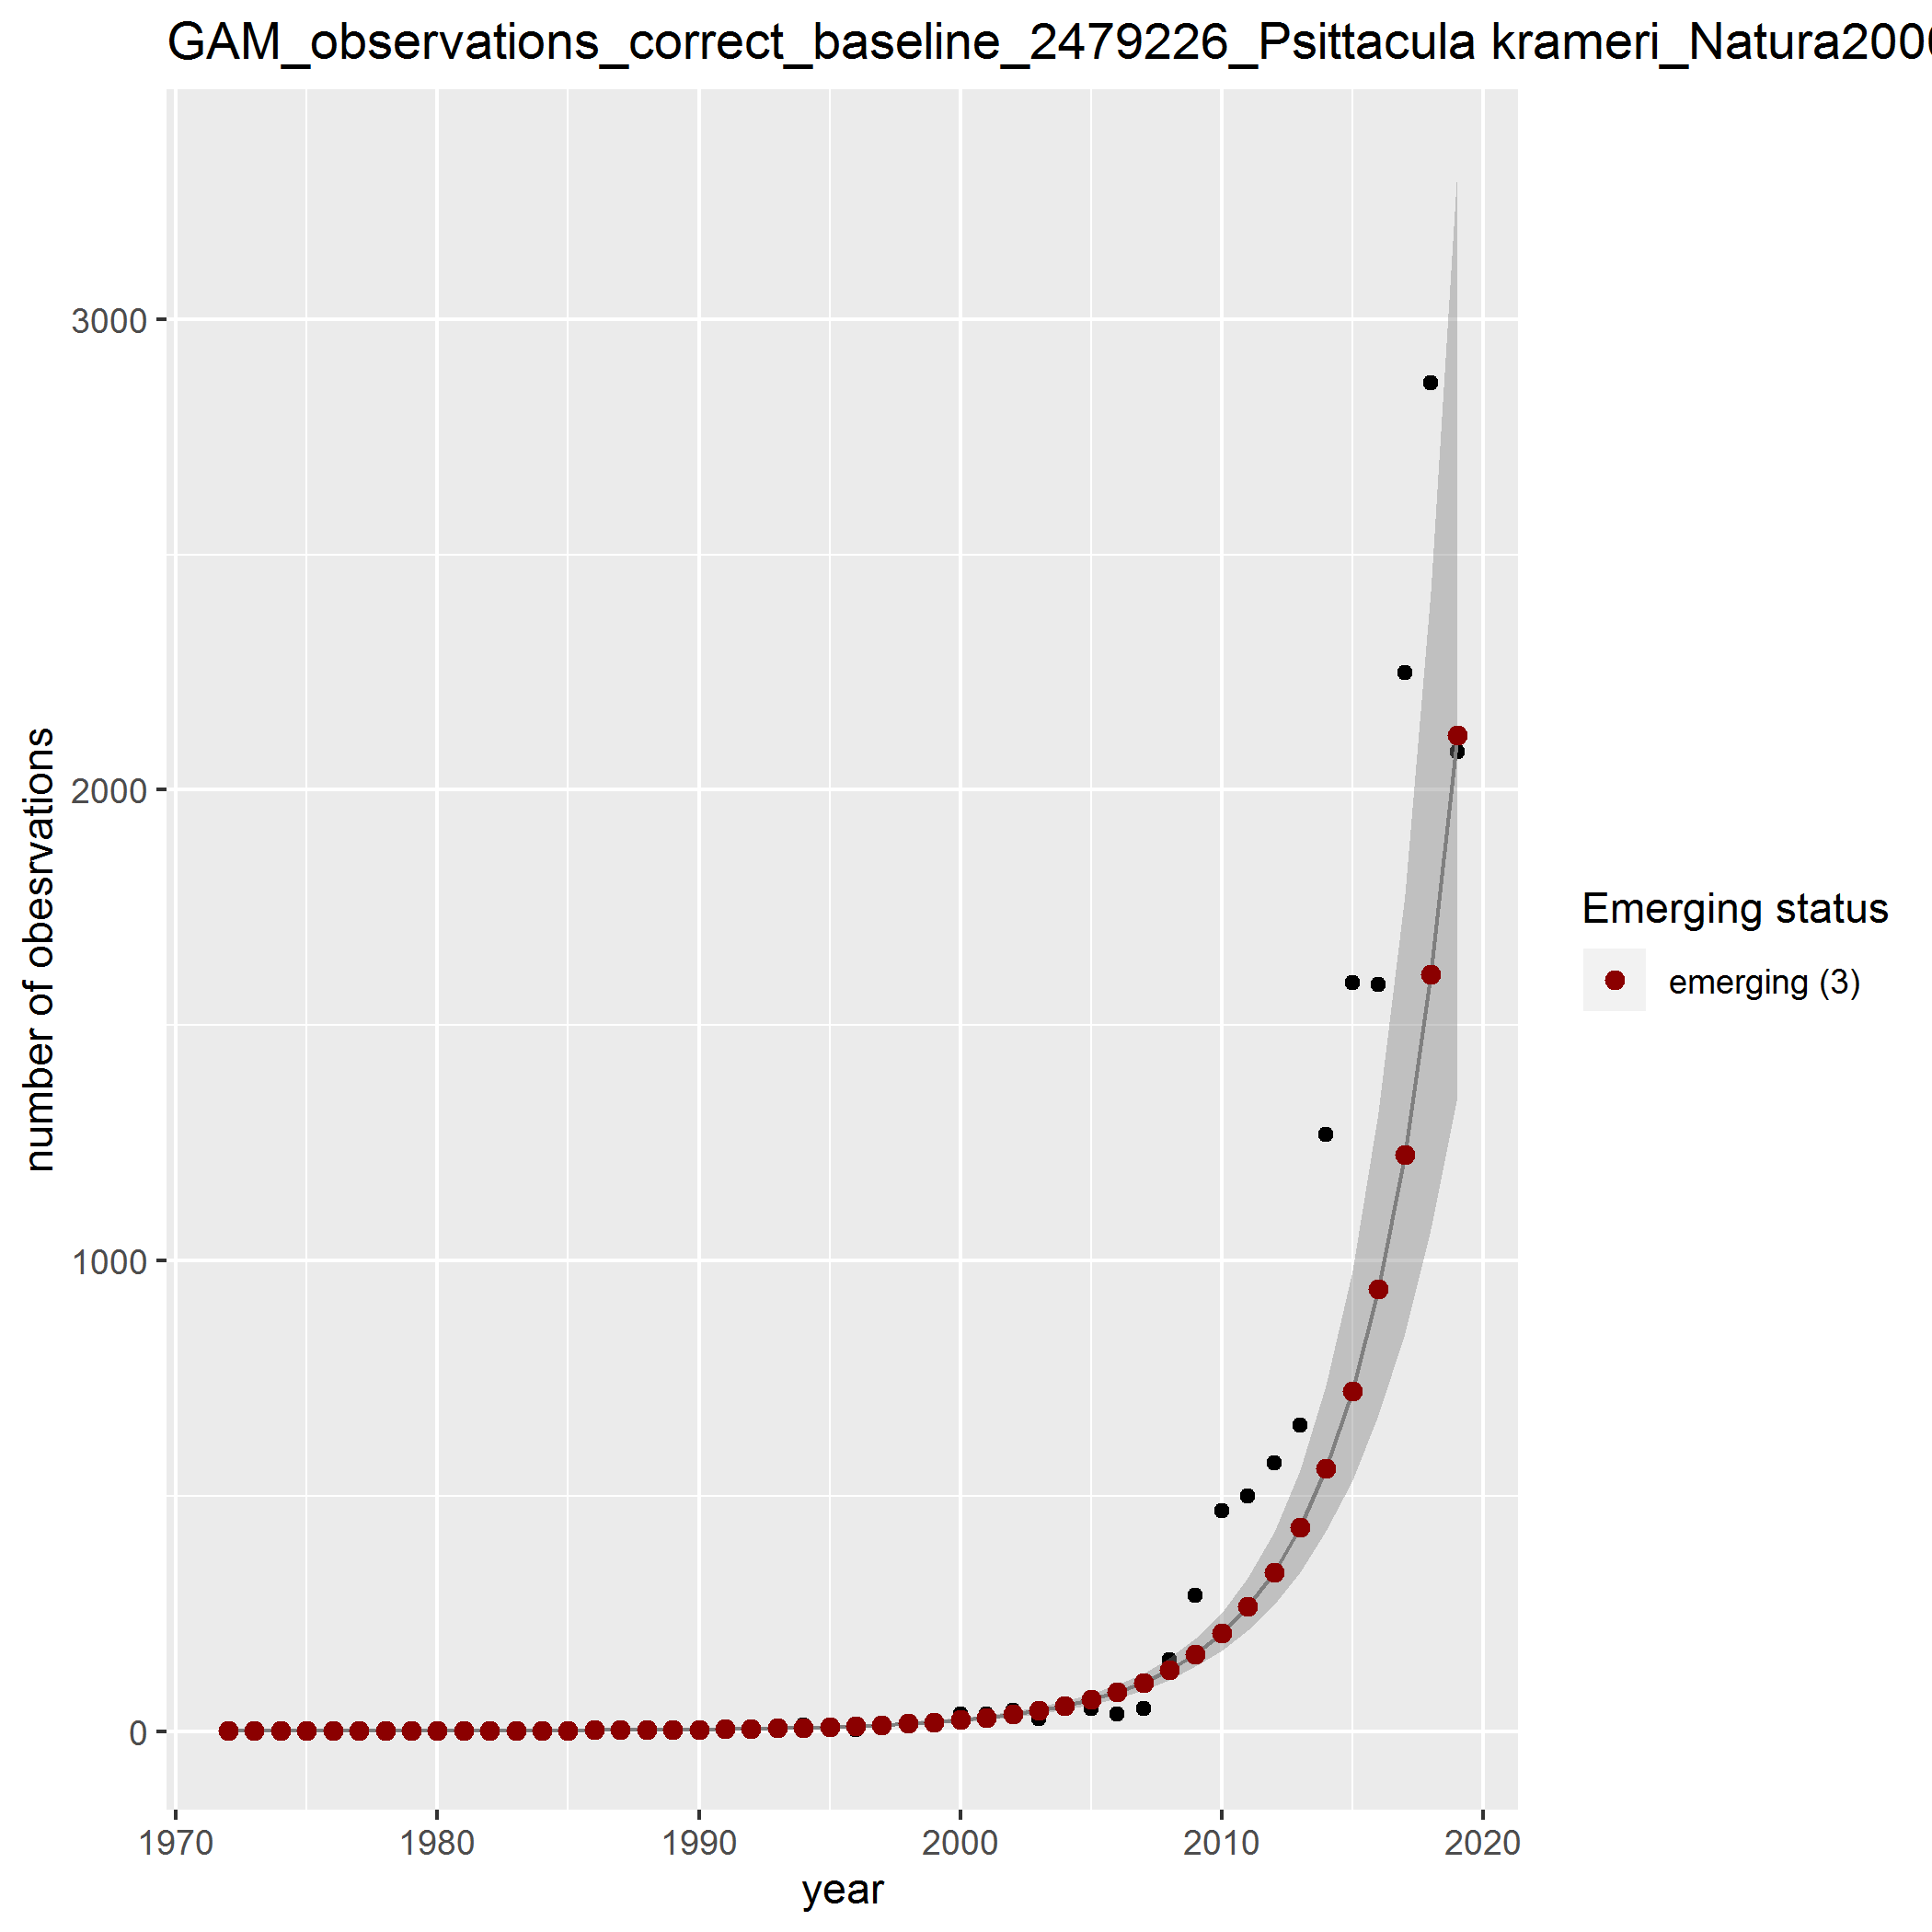 GAM_observations_correct_baseline_2479226_Psittacula krameri_Natura200
number of obesrvations
3000
2000
1000
0
1970 1980 1990 2000 2010 2020
year
Emerging status
emerging (3)